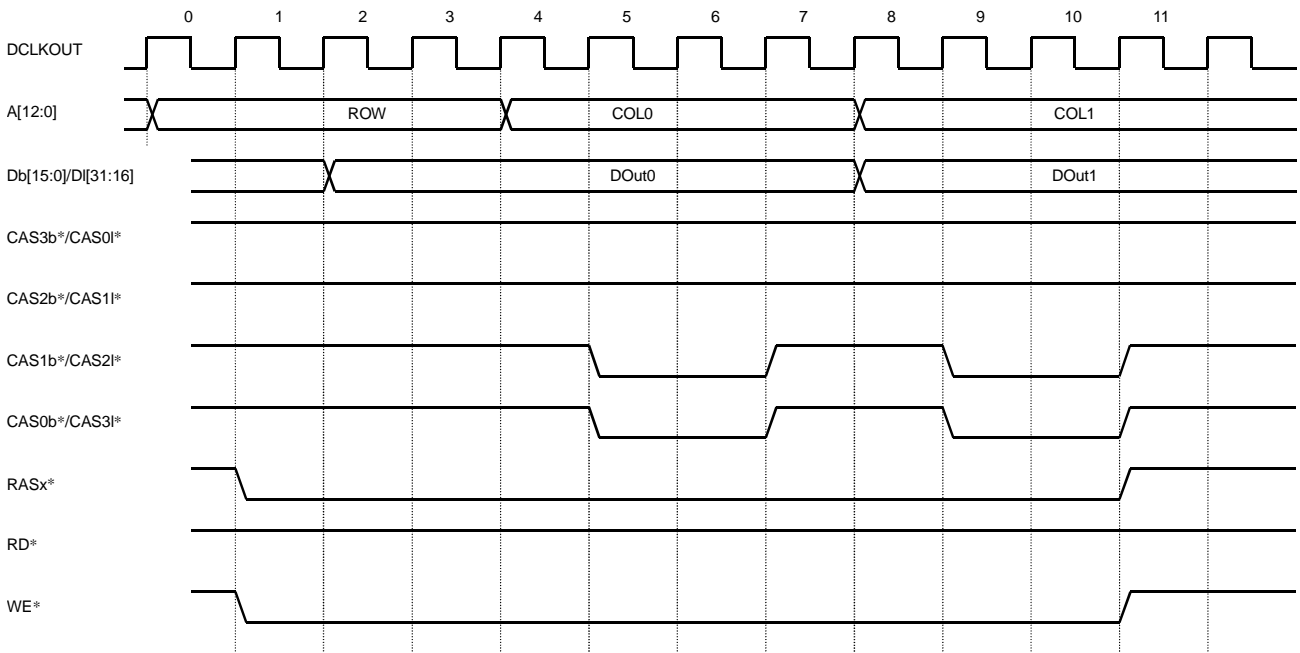 0 1 2 3 4 5 6 7 8 9 10 11
DCLKOUT
A[12:0] ROW COL0 COL1
Db[15:0]/Dl[31:16] DOut0 DOut1
CAS3b*/CAS0l*
CAS2b*/CAS1l*
CAS1b*/CAS2l*
CAS0b*/CAS3l*
RASx*
RD*
WE*